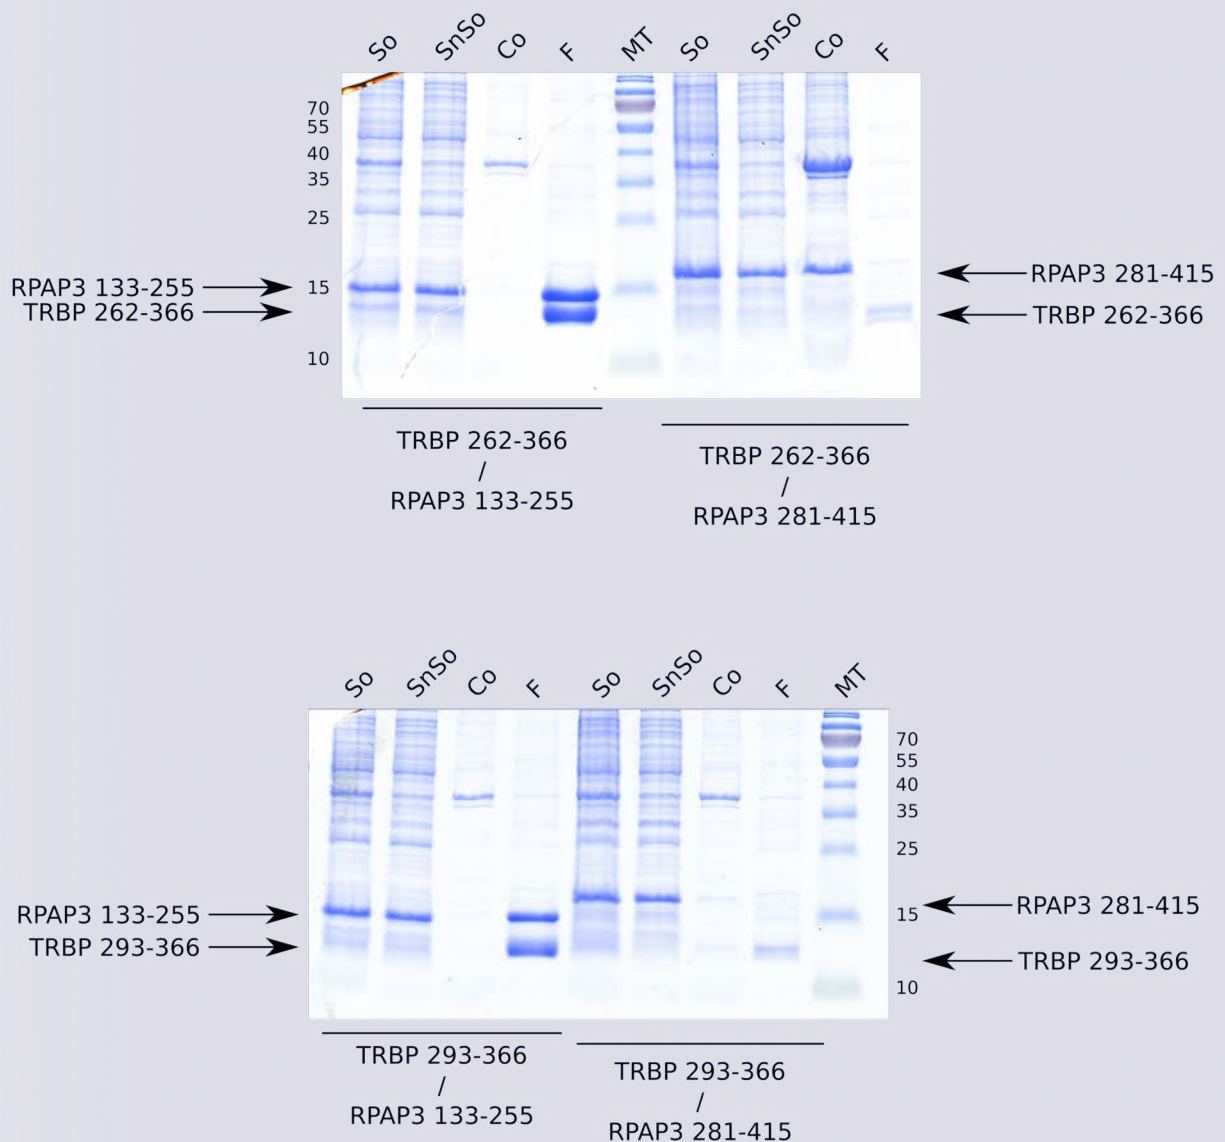 So SnSo Co F MT So SnSo Co F
70
55
40
35
25
15
10
RPAP3 133-255
TRBP 262-366
RPAP3 281-415
TRBP 262-366
TRBP 262-366
/
RPAP3 133-255
TRBP 262-366
/
RPAP3 281-415
So SnSo Co F So SnSo Co F MT
70
55
40
35
25
15
10
RPAP3 133-255
TRBP 293-366
RPAP3 281-415
TRBP 293-366
TRBP 293-366
/
RPAP3 133-255
TRBP 293-366
/
RPAP3 281-415